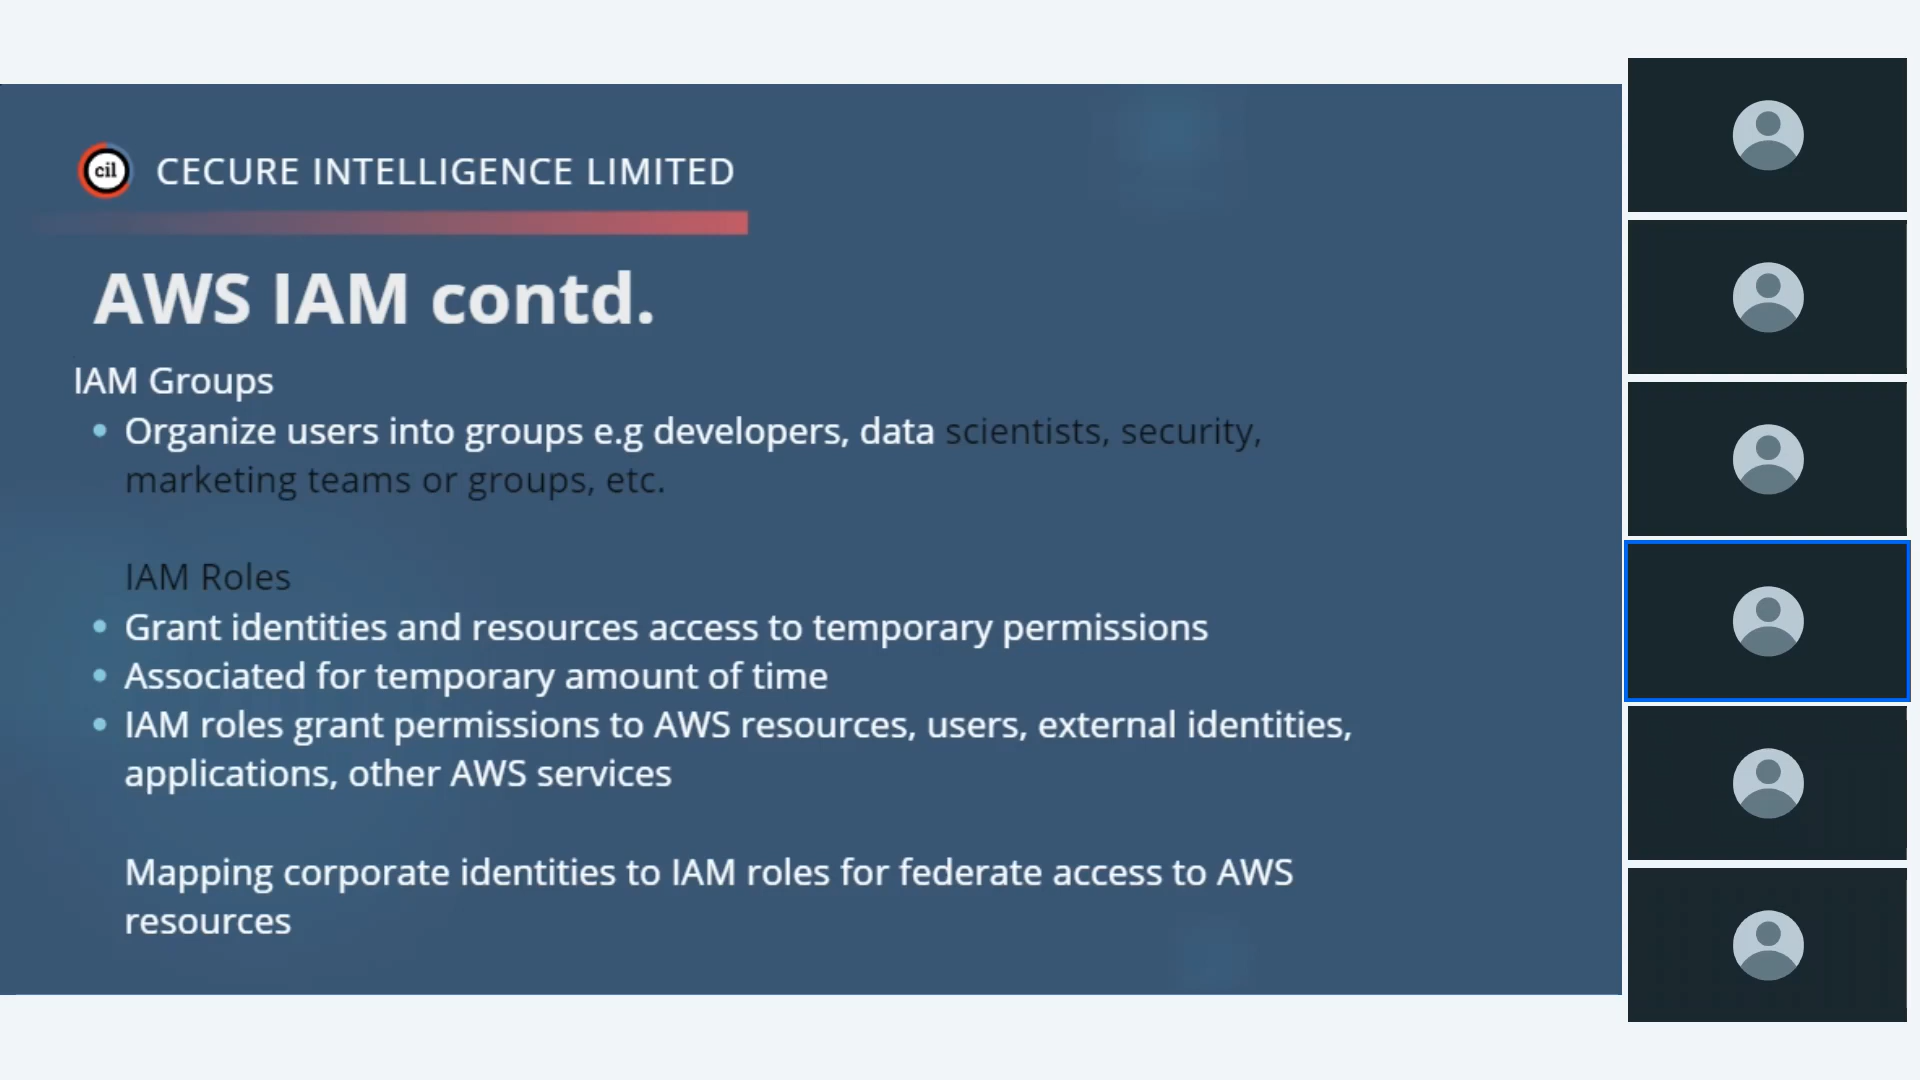 cil CECURE INTELLIGENCE LIMITED
AWS IAM contd.
IAM Groups
Organize users into groups e.g developers, data scientists, security,
marketing teams or groups, etc.
IAM Roles
Grant identities and resources access to temporary permissions
Associated for temporary amount of time
IAM roles grant permissions to AWS resources, users, external identities,
applications, other AWS services
Mapping corporate identities to IAM roles for federate access to AWS
resources